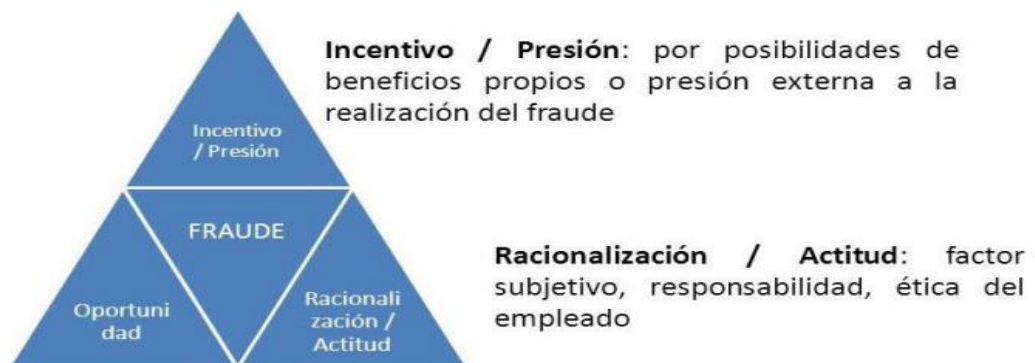 Incentivo / Presión: por posibilidades de
beneficios propios o presión externa a la
realización del fraude
Incentivo
/ Presión
FRAUDE
Oportuni
dad
Racionali
zación /
Actitud
Racionalización / Actitud: factor
subjetivo, responsabilidad, ética del
empleado